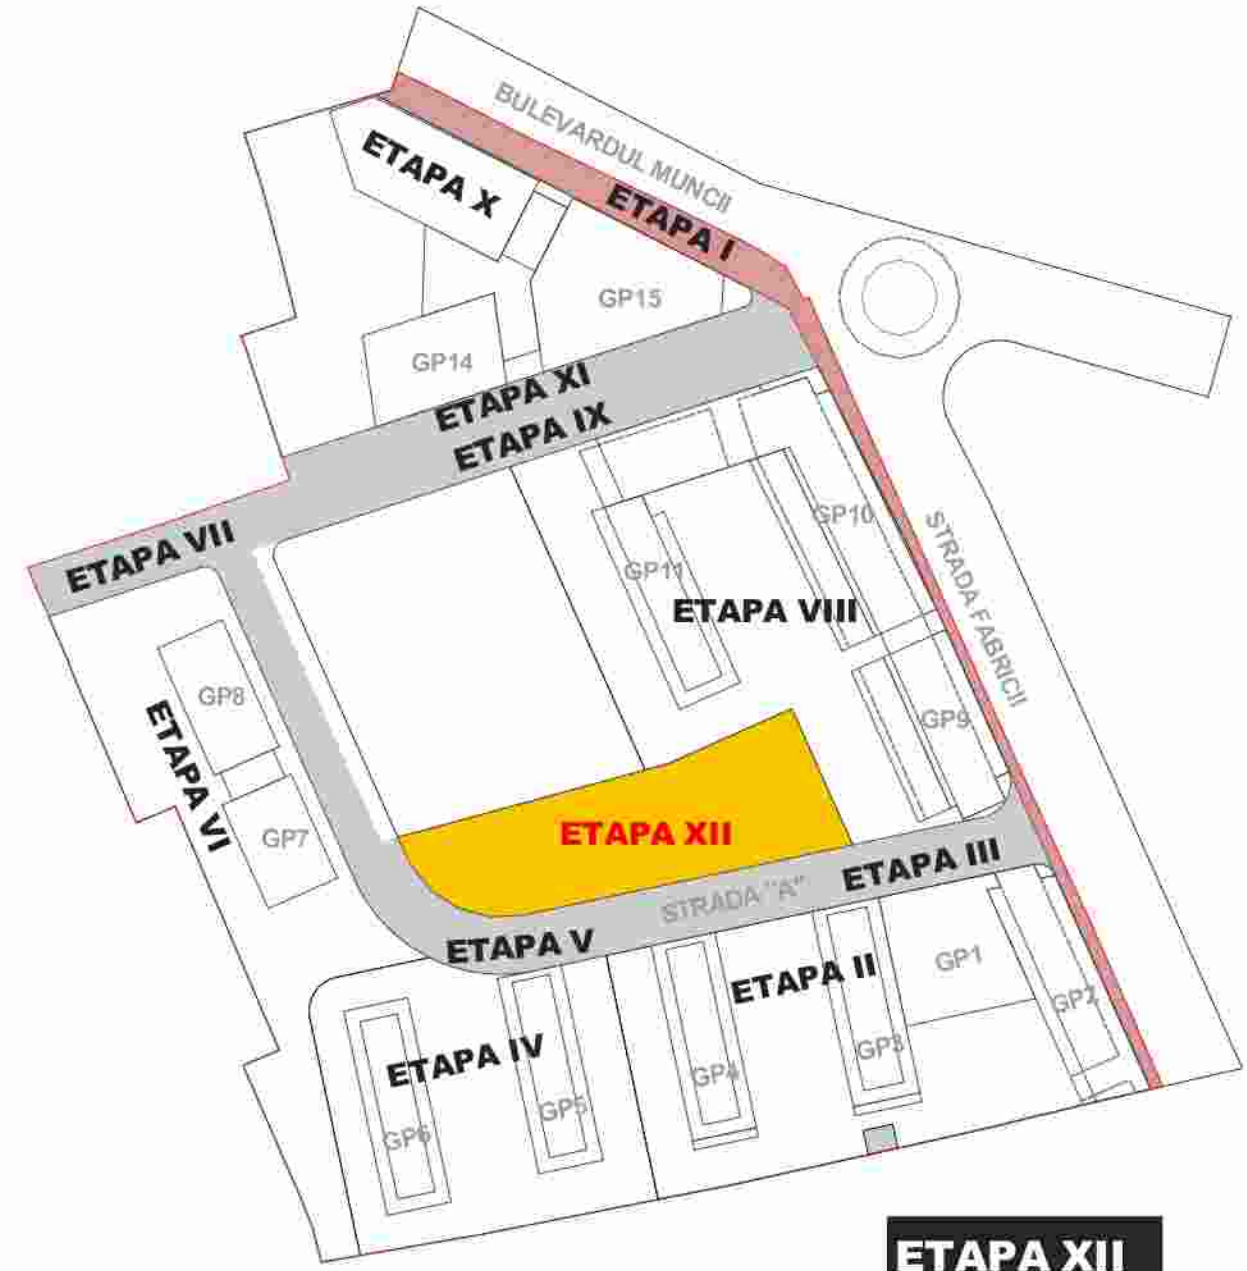 BULEVARDUL MUNCII
ETAPA X
ETAPA I
GP15
GP14
ETAPA XI
ETAPA IX
GP10
STRADA FABRICII
ETAPA VII
GP11
ETAPA VIII
GP8
GP9
ETAPA VI
GP7
ETAPA XII
ETAPA III
STRADA "A"
ETAPA V
ETAPA II
GP1
GP2
ETAPA IV
GP3
GP4
GP5
GP6
ETAPA XII